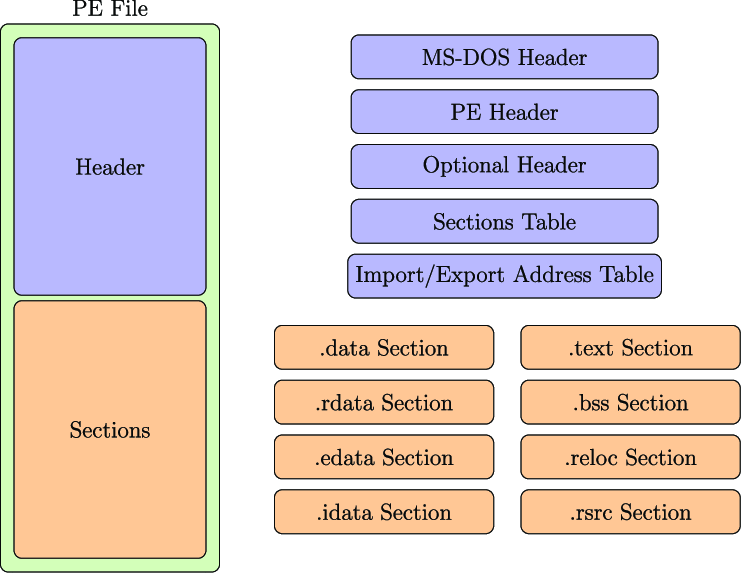 PE File
Header
Sections
MS-DOS Header
PE Header
Optional Header
Sections Table
Import/Export Address Table
.data Section
.text Section
.rdata Section
.bss Section
.edata Section
.reloc Section
.idata Section
.rsrc Section